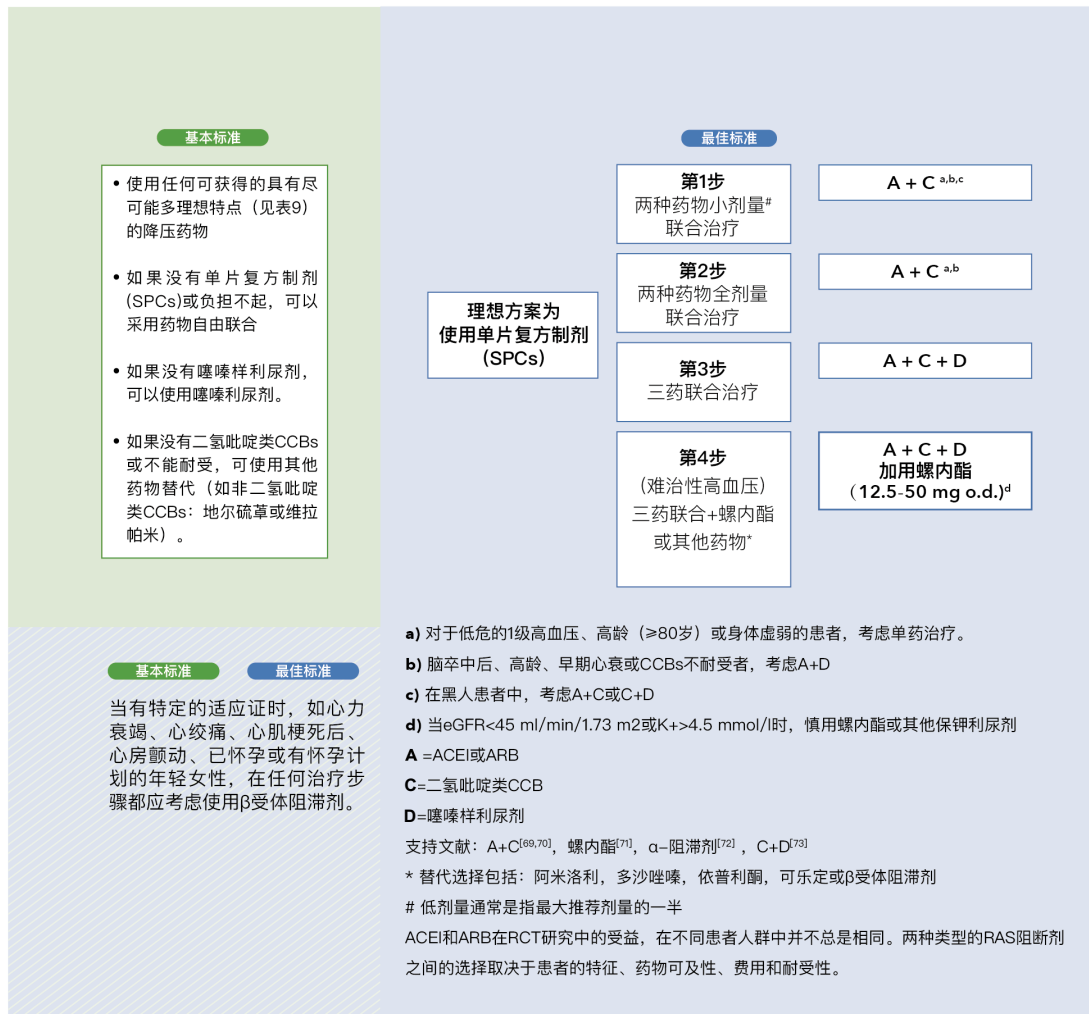 基本标准
• 使用任何可获得的具有尽
可能多理想特点（见表9）
的降压药物
• 如果没有单片复方制剂
(SPCs)或负担不起，可以
采用药物自由联合
• 如果没有噻嗪样利尿剂，
可以使用噻嗪利尿剂。
• 如果没有二氢吡啶类CCBs
或不能耐受，可使用其他
药物替代（如非二氢吡啶
类CCBs：地尔硫䓬或维拉
帕米）。
基本标准
最佳标准
当有特定的适应证时，如心力
衰竭、心绞痛、心肌梗死后、
心房颤动、已怀孕或有怀孕计
划的年轻女性，在任何治疗步
骤都应考虑使用β受体阻滞剂。
最佳标准
理想方案为
使用单片复方制剂
（SPCs）
第1步
两种药物小剂量#
联合治疗
A + C a,b,c
第2步
两种药物全剂量
联合治疗
A + C a,b
第3步
三药联合治疗
A + C + D
第4步
（难治性高血压）
三药联合+螺内酯
或其他药物*
A + C + D
加用螺内酯
（12.5-50 mg o.d.)d
a) 对于低危的1级高血压、高龄（≥80岁）或身体虚弱的患者，考虑单药治疗。
b) 脑卒中后、高龄、早期心衰或CCBs不耐受者，考虑A+D
c) 在黑人患者中，考虑A+C或C+D
d) 当eGFR<45 ml/min/1.73 m2或K+>4.5 mmol/l时，慎用螺内酯或其他保钾利尿剂
A =ACEI或ARB
C=二氢吡啶类CCB
D=噻嗪样利尿剂
支持文献：A+C[69,70]，螺内酯[71]，α–阻滞剂[72] ，C+D[73]
* 替代选择包括：阿米洛利，多沙唑嗪，依普利酮，可乐定或β受体阻滞剂
# 低剂量通常是指最大推荐剂量的一半
ACEI和ARB在RCT研究中的受益，在不同患者人群中并不总是相同。两种类型的RAS阻断剂
之间的选择取决于患者的特征、药物可及性、费用和耐受性。